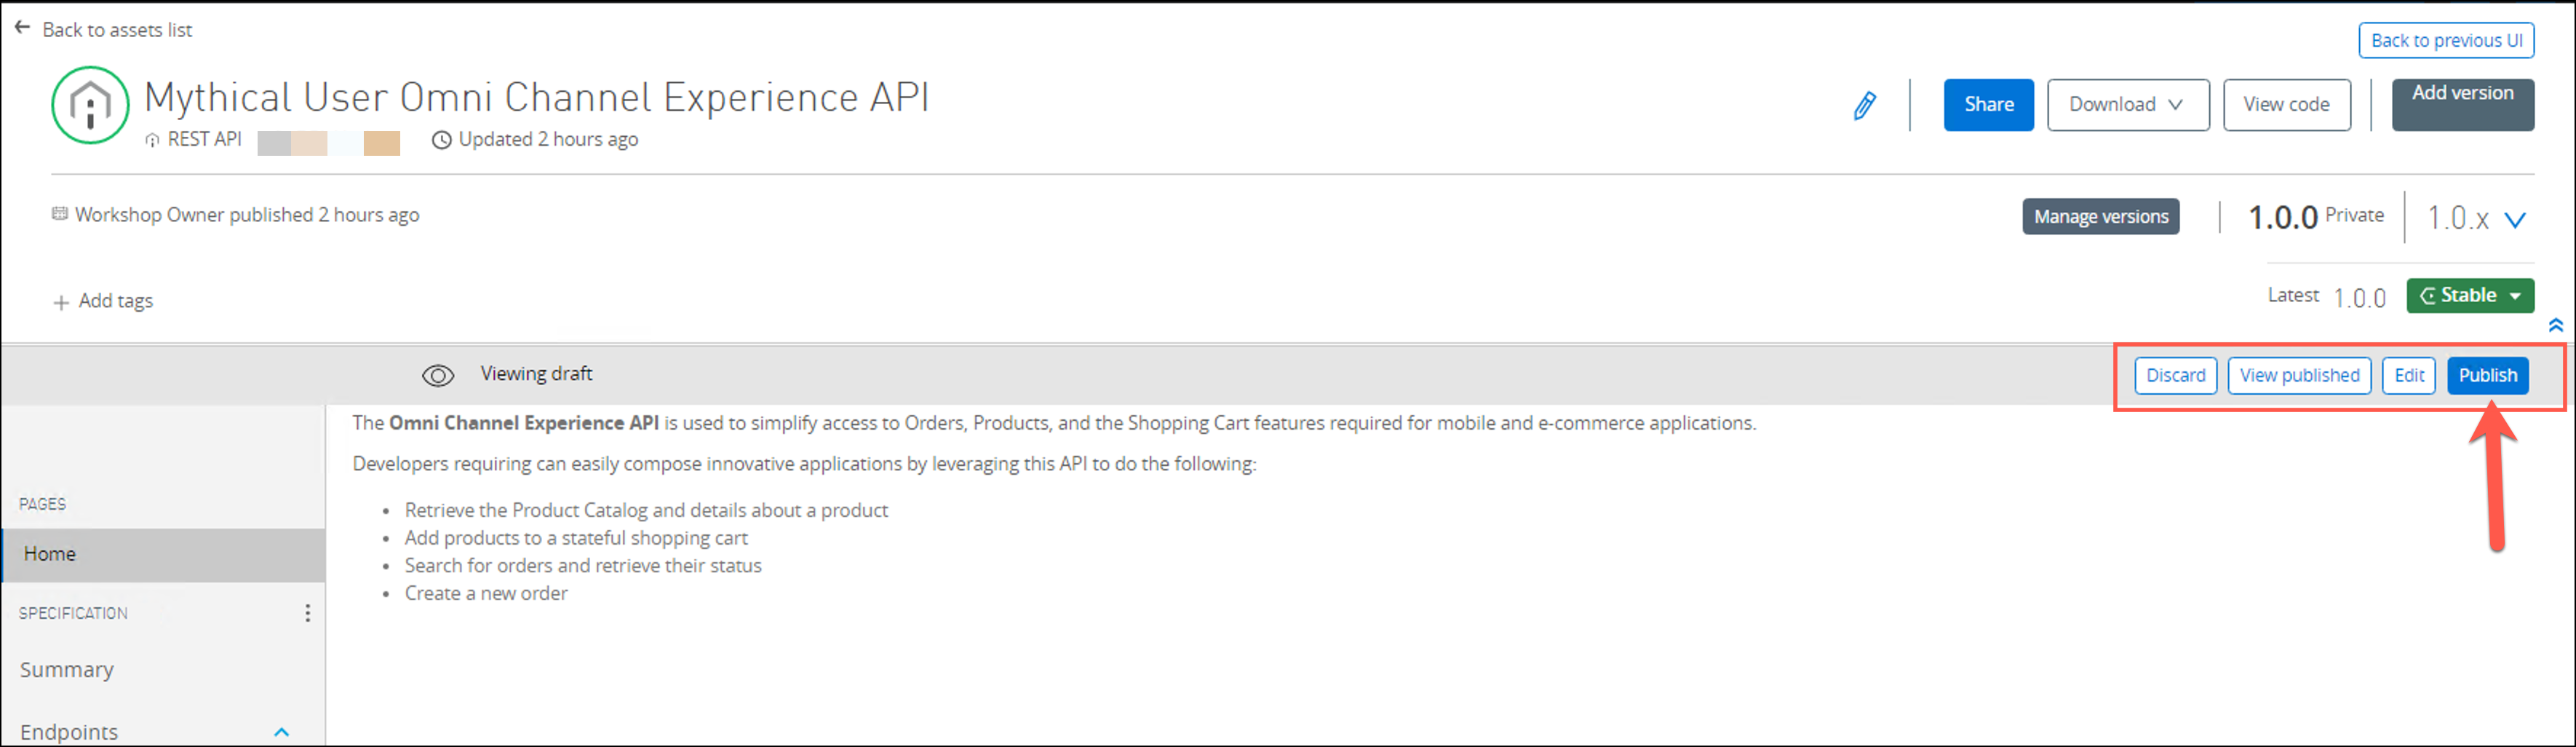 Back to assets list
Back to previous UI
Mythical User Omni Channel Experience API
Share
Download
View code
Add version
REST API
Updated 2 hours ago
Workshop Owner published 2 hours ago
Manage versions
1.0.0 Private
1.0.x
Add tags
Latest 1.0.0
Stable
Viewing draft
Discard
View published
Edit
Publish
The Omni Channel Experience API is used to simplify access to Orders, Products, and the Shopping Cart features required for mobile and e-commerce applications.
Developers requiring can easily compose innovative applications by leveraging this API to do the following:
• Retrieve the Product Catalog and details about a product
• Add products to a stateful shopping cart
• Search for orders and retrieve their status
• Create a new order
PAGES
Home
SPECIFICATION
Summary
Endpoints